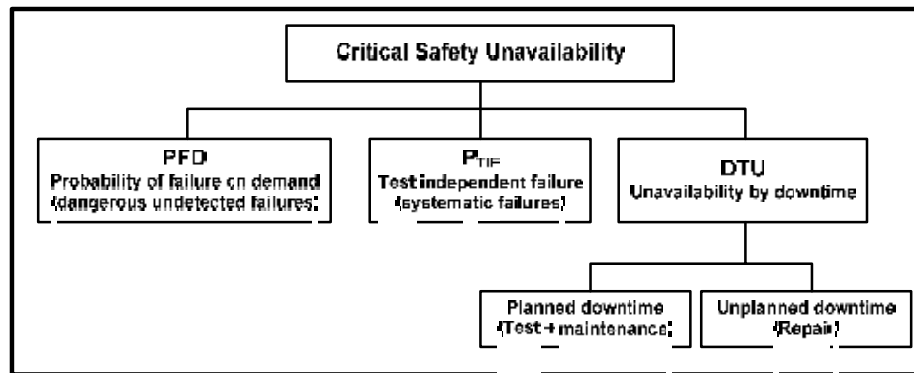 Critical Safety Unavailability
PFD
Probability of failure on demand
(dangerous undetected failures)
PTIF
Test independent failure
(systematic failures)
DTU
Unavailability by downtime
Planned downtime
(Test + maintenance)
Unplanned downtime
(Repair)